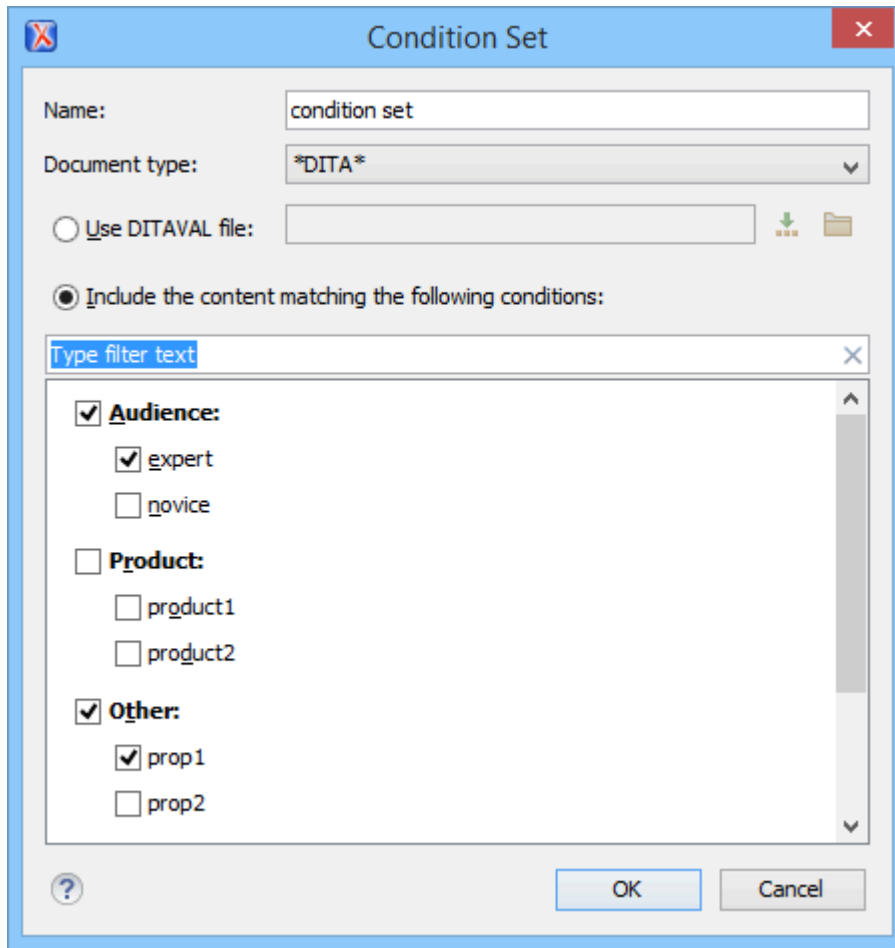 Condition Set
Name: condition set
Document type: *DITA*
Use DITAVAL file:
Include the content matching the following conditions:
Type filter text
Audience:
expert
novice
Product:
product1
product2
Other:
prop1
prop2
OK Cancel